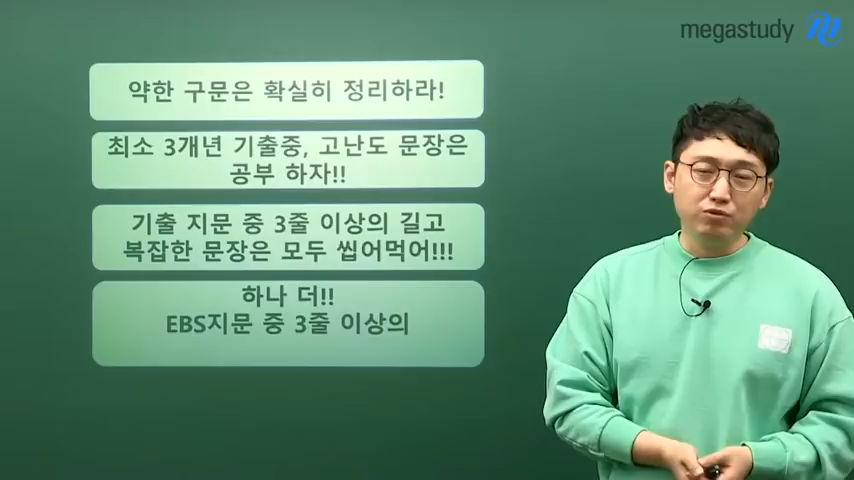 megastudy
약한 구문은 확실히 정리하라!
최소 3개년 기출중, 고난도 문장은
공부 하자!!
기출 지문 중 3줄 이상의 길고
복잡한 문장은 모두 씹어먹어!!!
하나 더!!
EBS지문 중 3줄 이상의